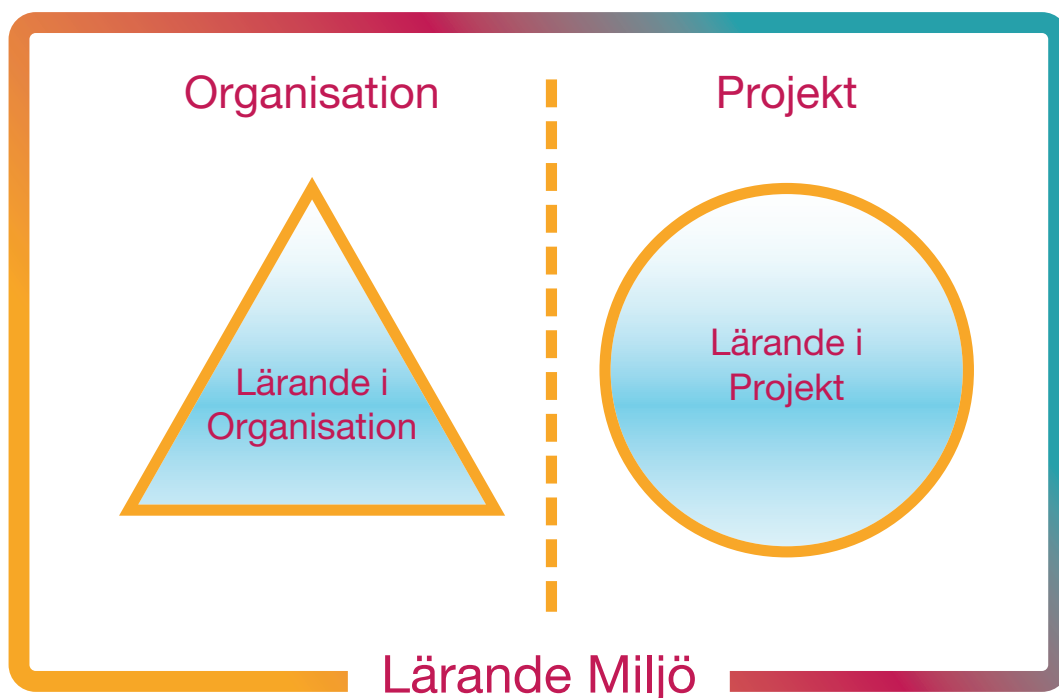 Organisation
Projekt
Lärande i
Organisation
Lärande i
Projekt
Lärande Miljö